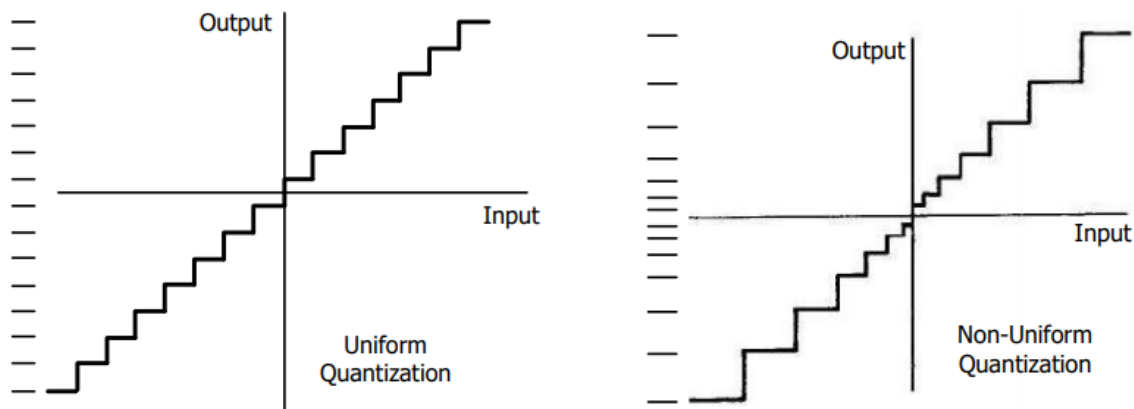 Output
Input
Uniform
Quantization
Output
Input
Non-Uniform
Quantization